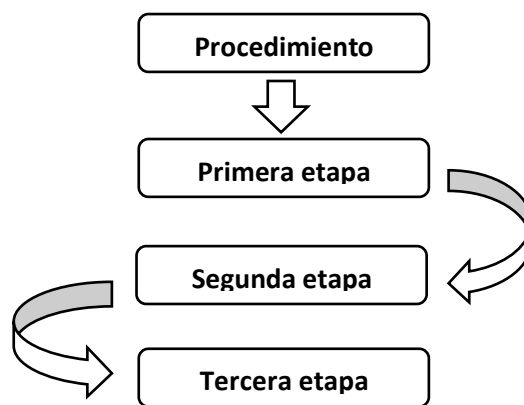 Procedimiento
Primera etapa
Segunda etapa
Tercera etapa